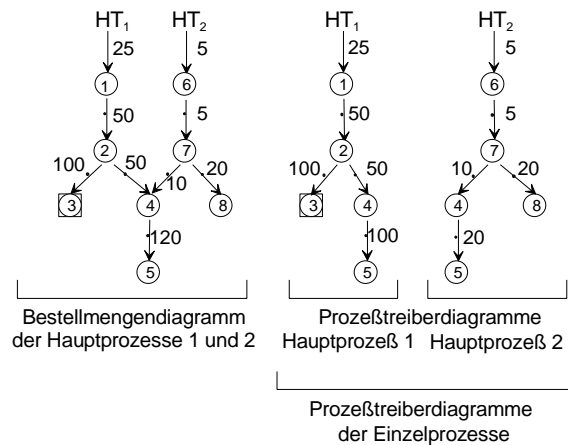 HT1 HT2 HT1 HT2
25 5 25 5
1 6 1 6
50 5 50 5
2 7 2 7
100 50 10 20 100 50 10 20
3 4 8 3 4 4 8
120 100 20
5 5 5
Bestellmengendiagramm
der Hauptprozesse 1 und 2
Prozeßtreiberdiagramme
Hauptprozeß 1 Hauptprozeß 2
Prozeßtreiberdiagramme
der Einzelprozesse